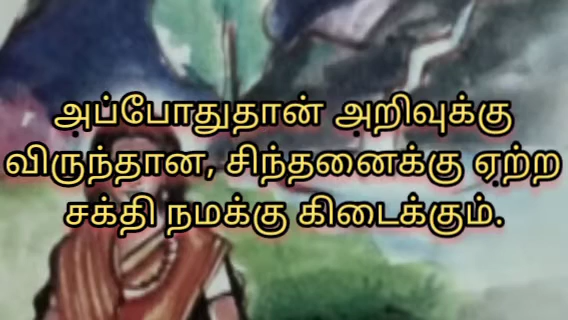 அப்போதுதான் அறிவுக்கு
விருந்தான, சிந்தனைக்கு ஏற்ற
சக்தி நமக்கு கிடைக்கும்.